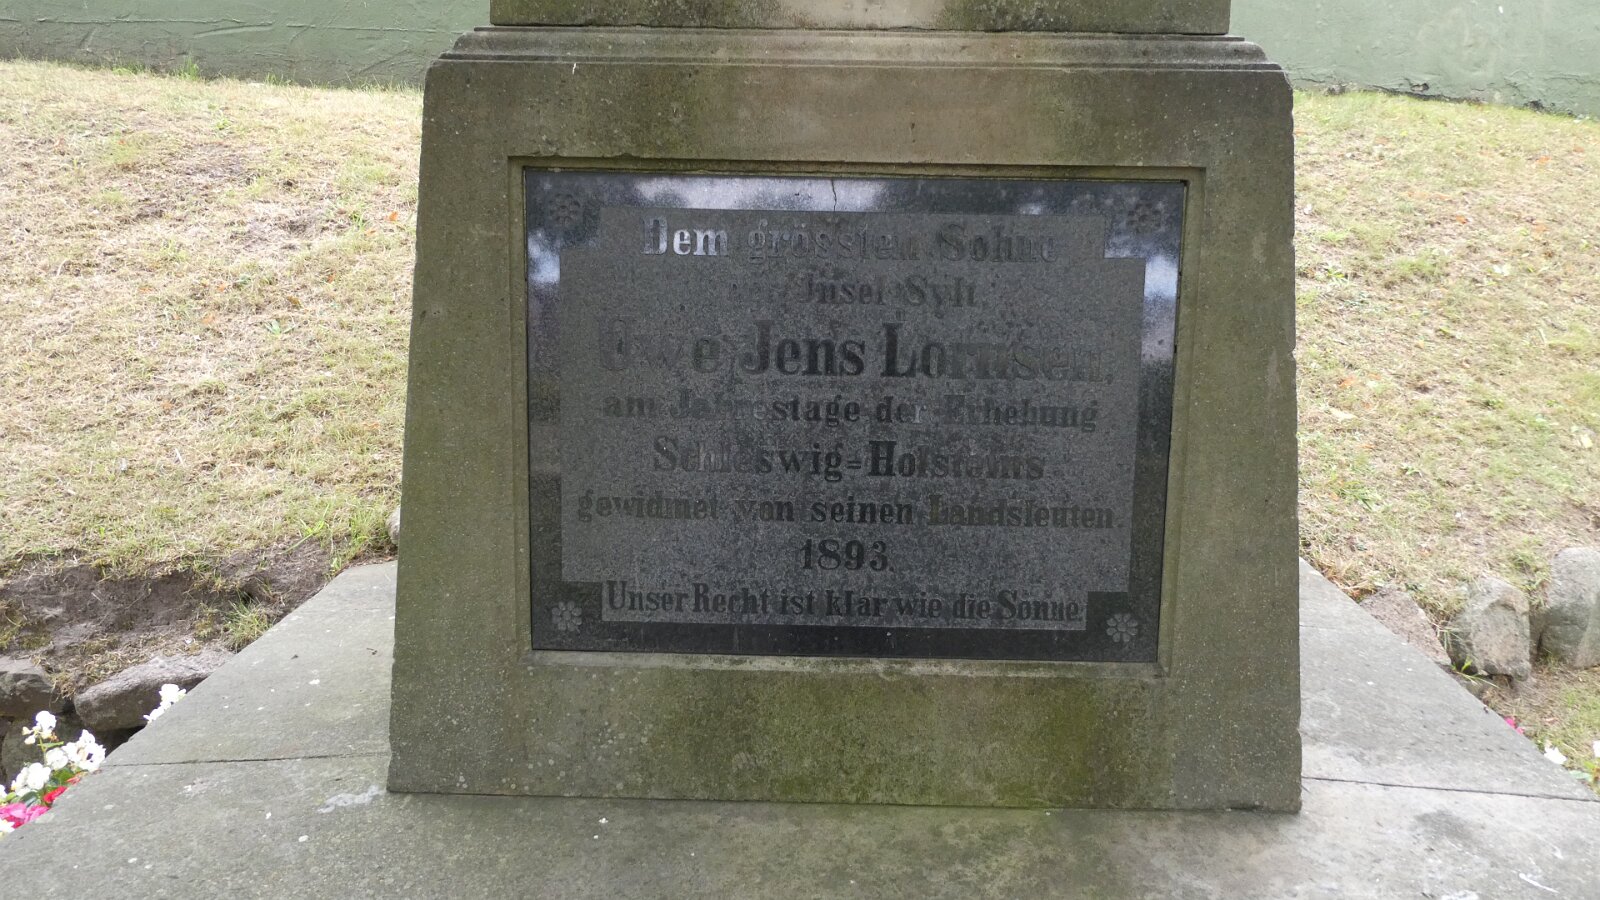 Dem grössten Sohne
Insel Sylt
Uwe Jens Lornsen,
am Jahrestage der Erhebung
Schleswig=Holsteins
gewidmet von seinen Landsleuten.
1893.
Unser Recht ist klar wie die Sonne.